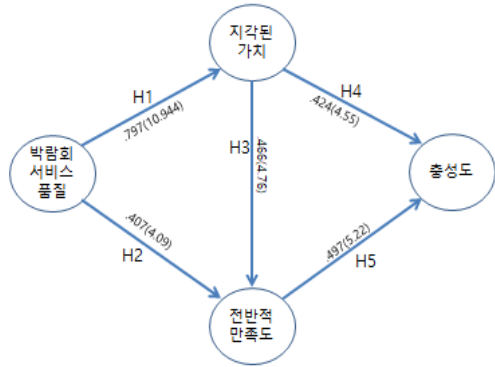 지각된
가치
H1
.797(10.944)
H4
.424(4.55)
H3
.466(4.76)
박람회
서비스
품질
충성도
.407(4.09)
H2
.497(5.22)
H5
전반적
만족도